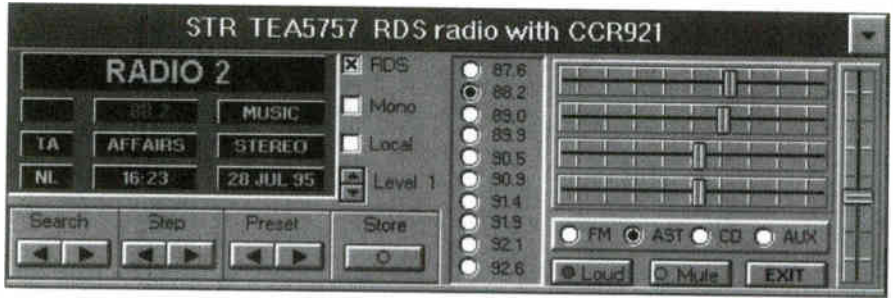 STR TEA5757 RDS radio with CCR921
RADIO 2
88.2 MUSIC
TA AFFAIRS STEREO
NL 16:23 28 JUL 95
RDS
Mono
Local
Level 1
87.6
88.2
89.0
89.9
90.5
90.9
91.4
91.9
92.1
92.6
Search Step Preset Store
FM AST CD AUX
Loud Mute EXIT